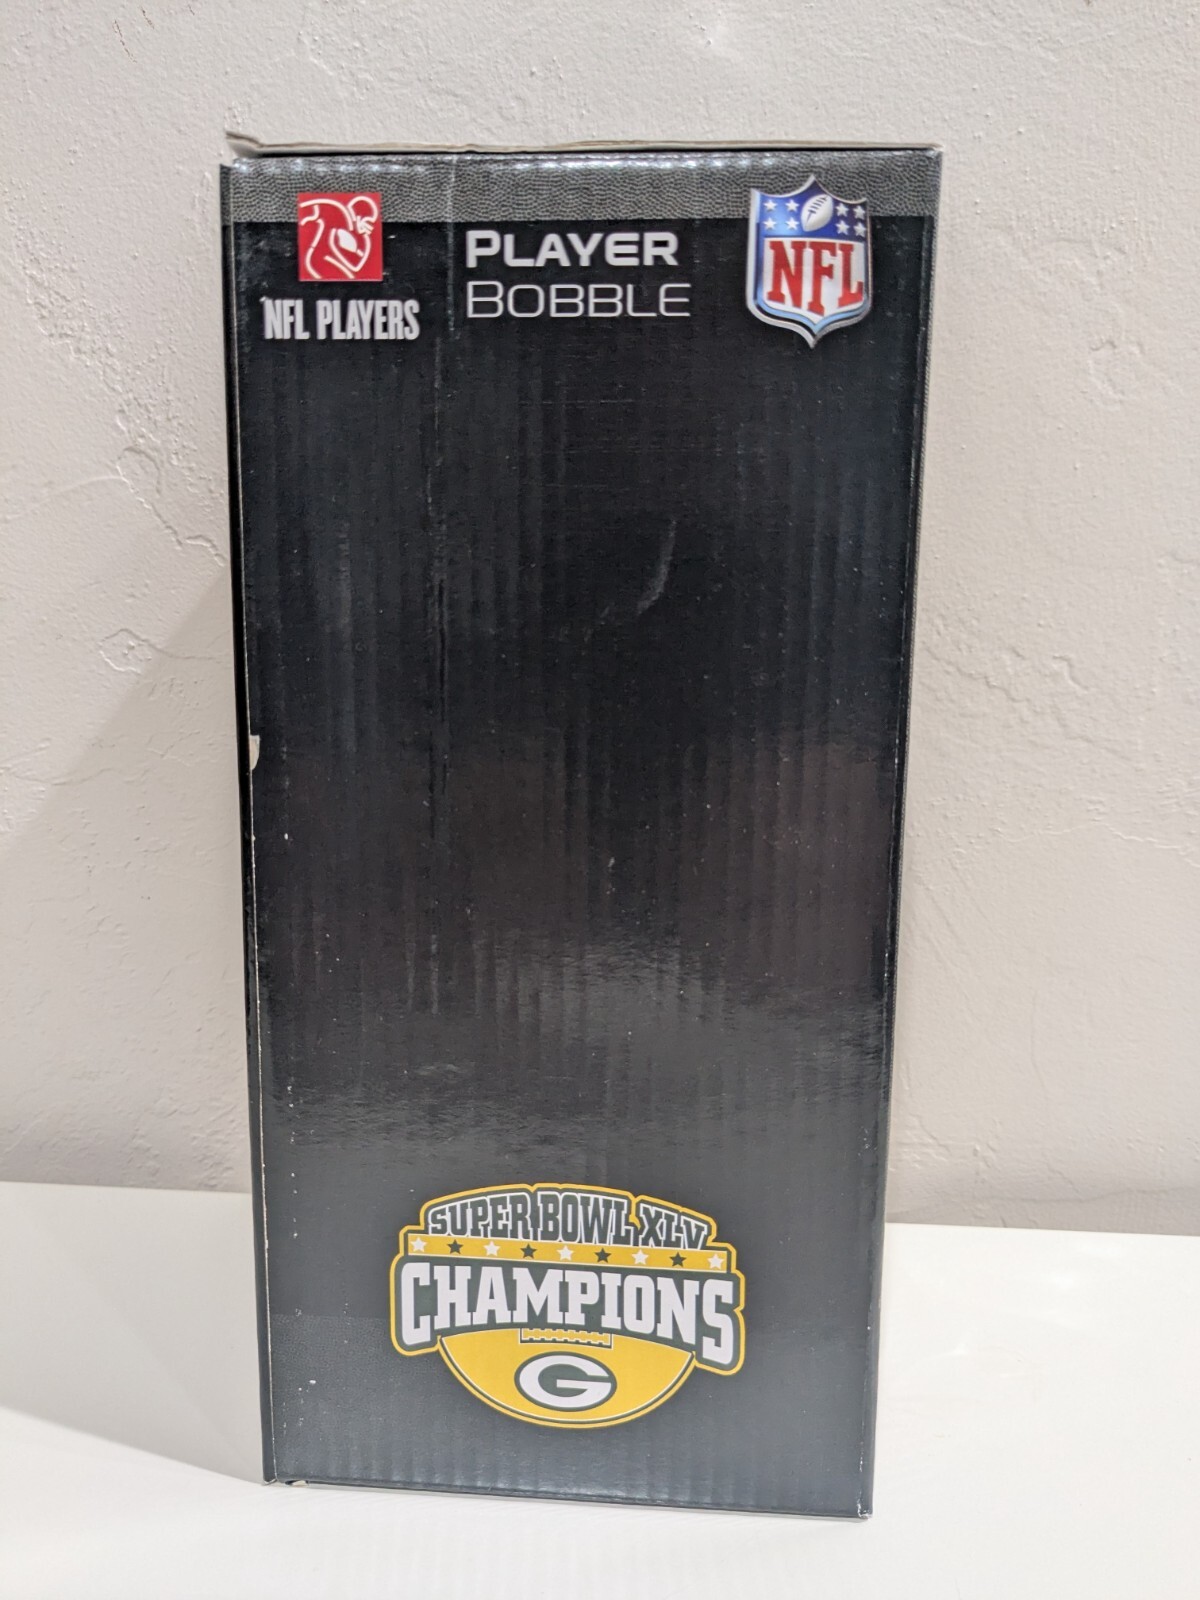 NFL PLAYERS
PLAYER
BOBBLE
NFL
SUPER BOWL XLV
CHAMPIONS
G